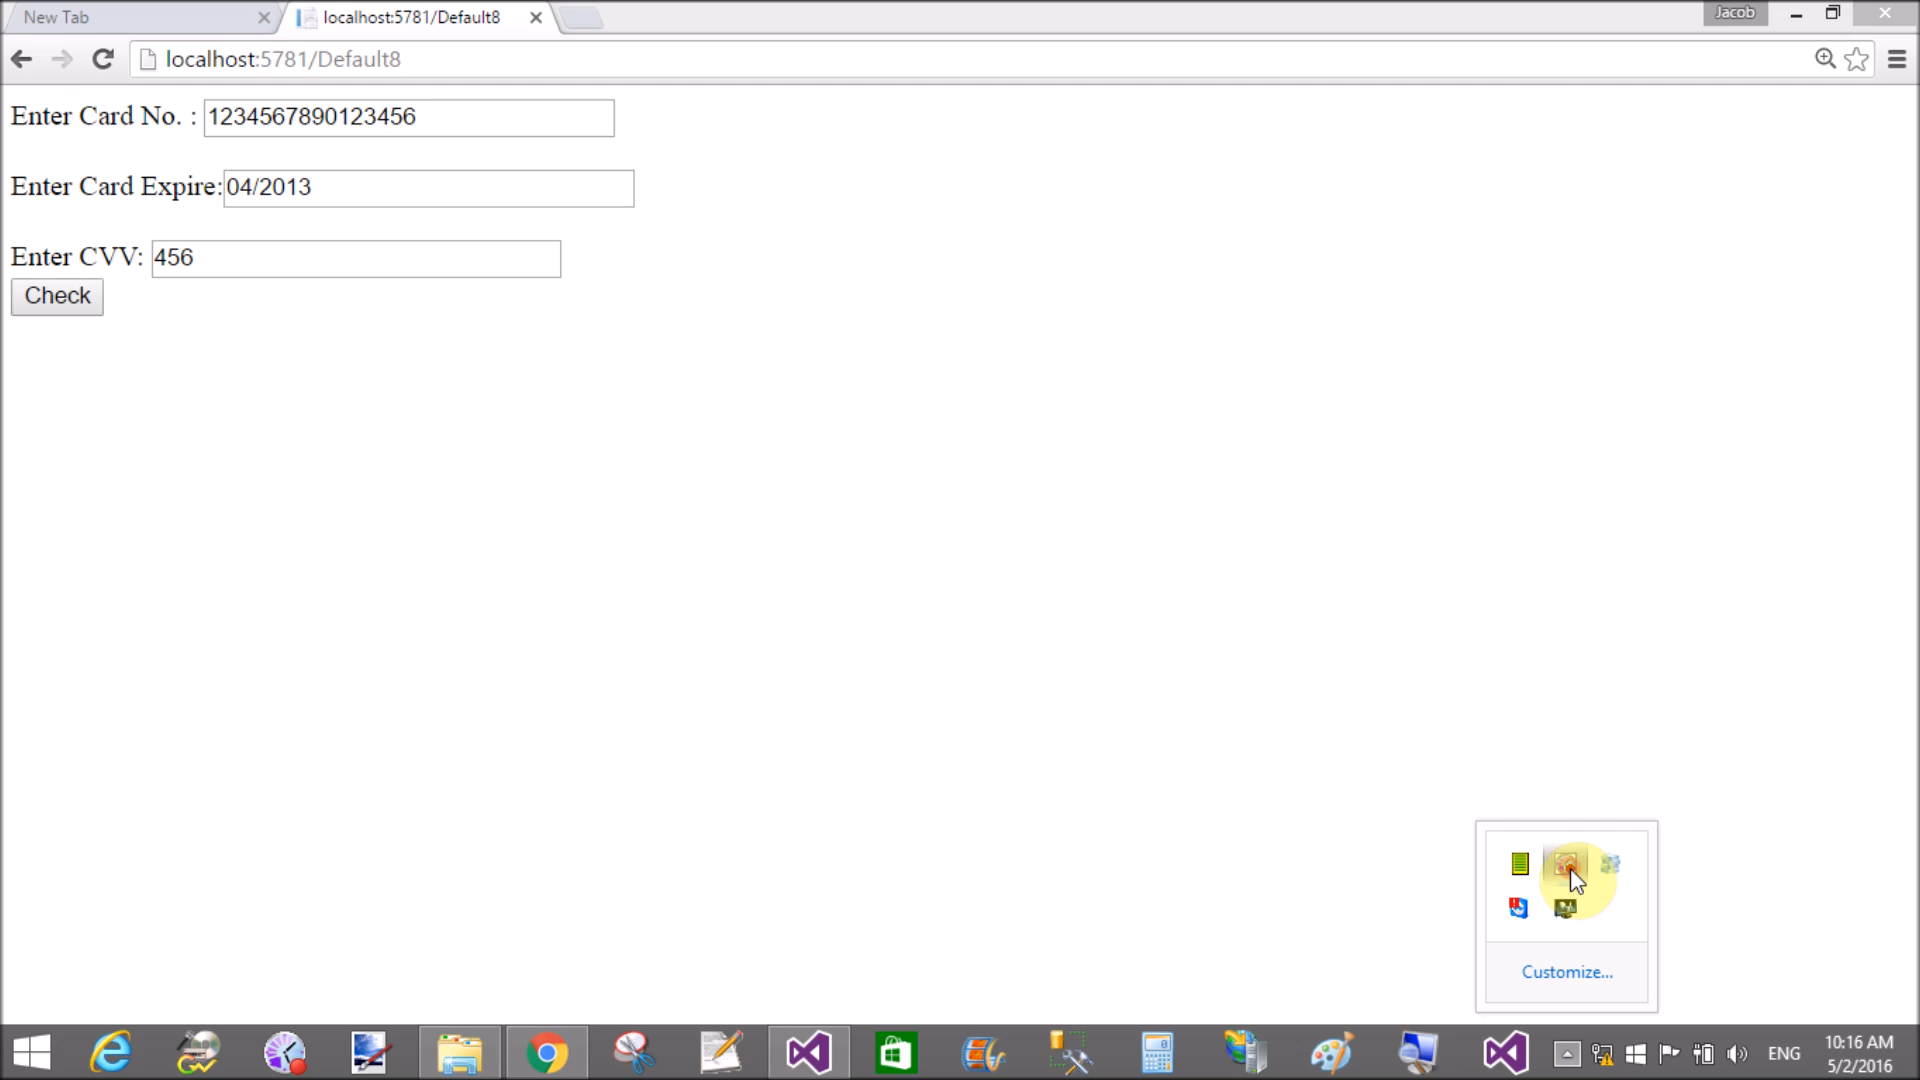 New Tab
localhost:5781/Default8
Jacob
localhost:5781/Default8
Enter Card No. : 1234567890123456
Enter Card Expire: 04/2013
Enter CVV: 456
Check
Customize...
ENG
10:16 AM
5/2/2016